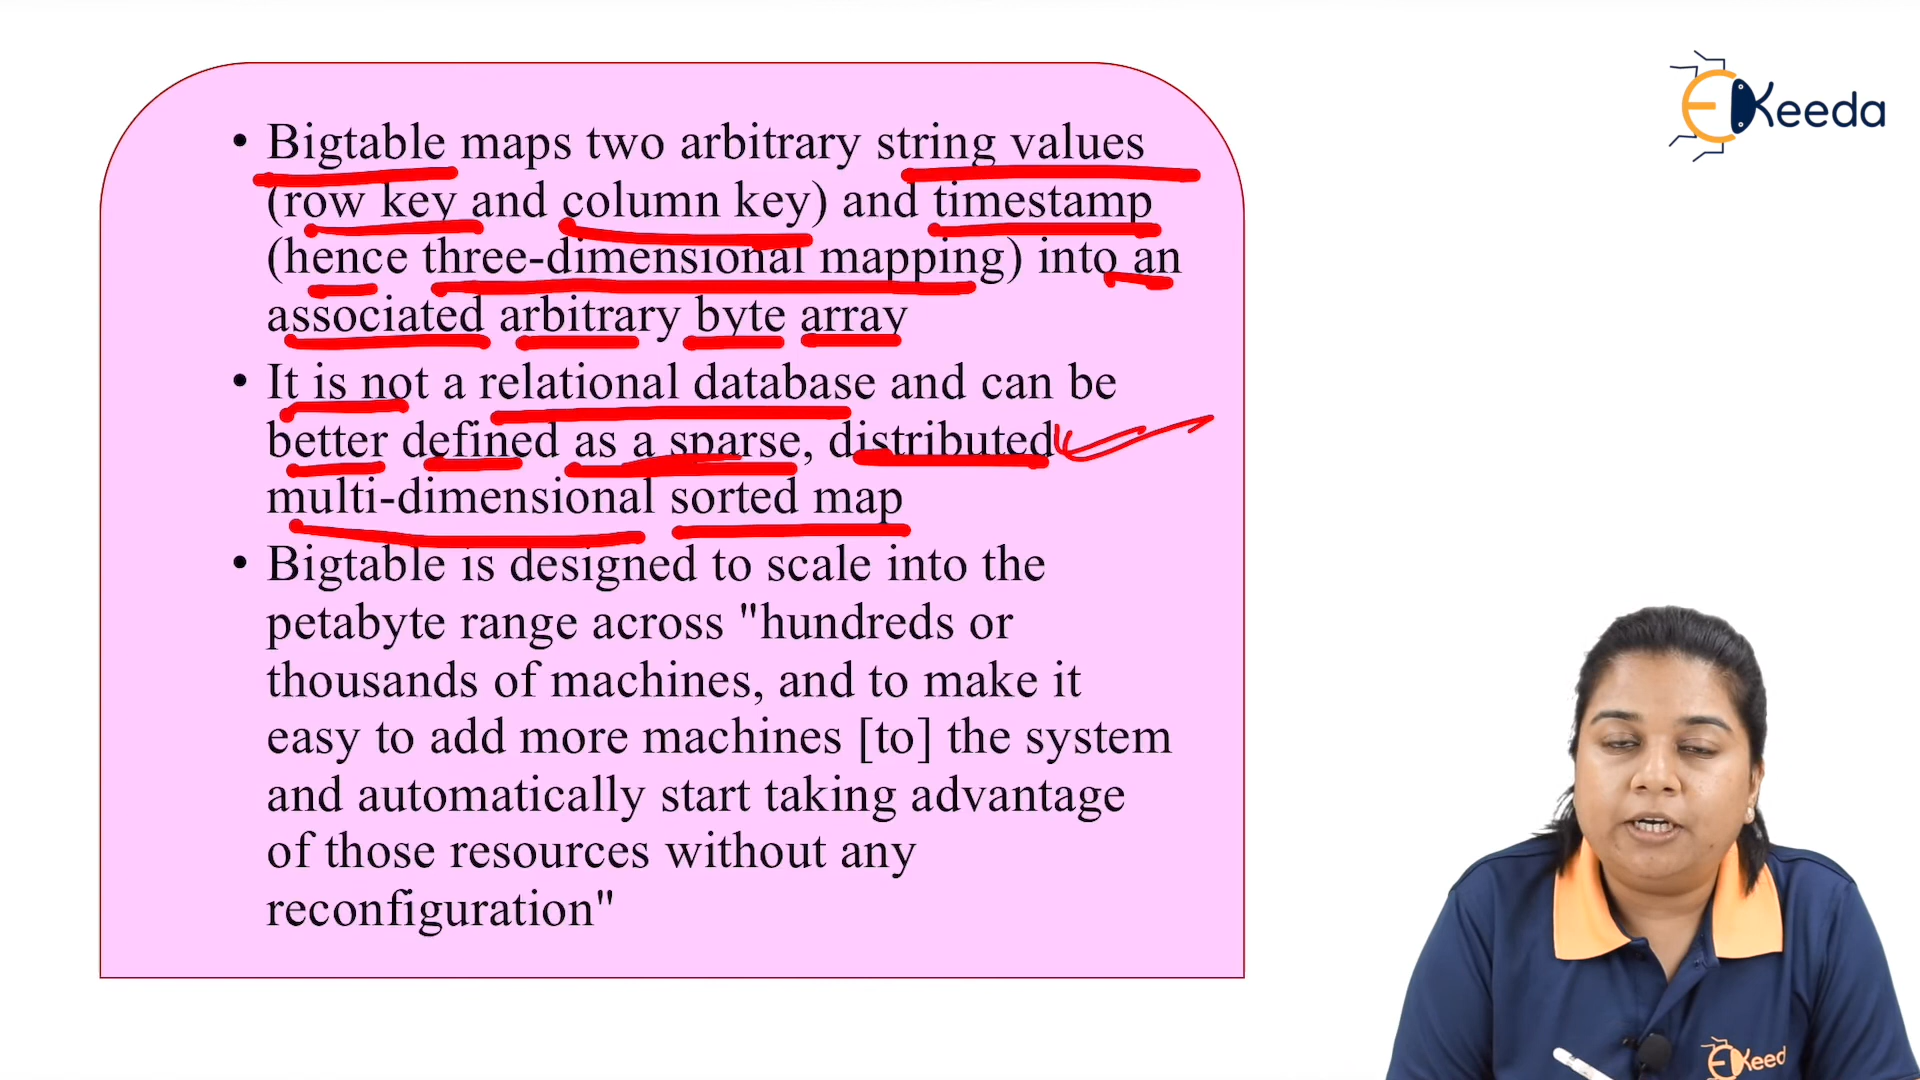 • Bigtable maps two arbitrary string values
(row key and column key) and timestamp
(hence three-dimensional mapping) into an
associated arbitrary byte array
• It is not a relational database and can be
better defined as a sparse, distributed
multi-dimensional sorted map
• Bigtable is designed to scale into the
petabyte range across "hundreds or
thousands of machines, and to make it
easy to add more machines [to] the system
and automatically start taking advantage
of those resources without any
reconfiguration"
EKeeda
EKeed